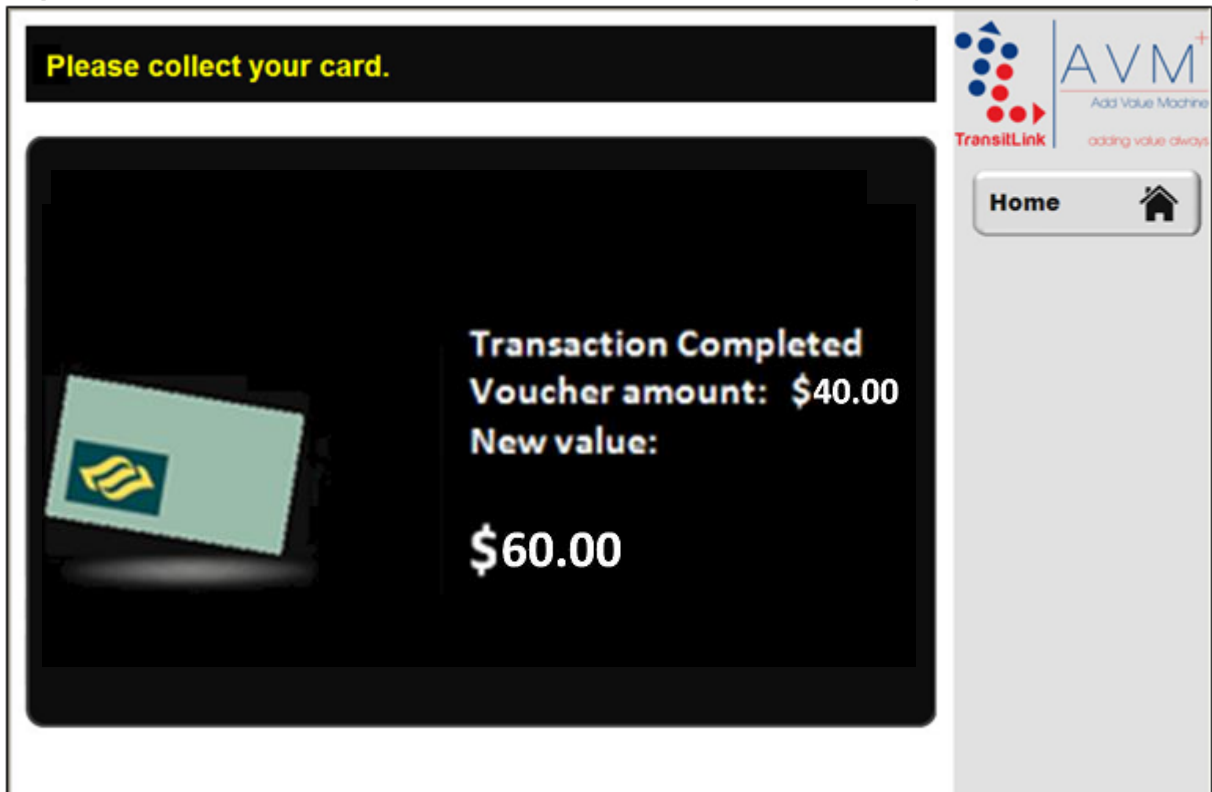 Please collect your card.
Transaction Completed
Voucher amount: $40.00
New value:
$60.00
TransitLink
AVM+
Add Value Machine
adding value always
Home